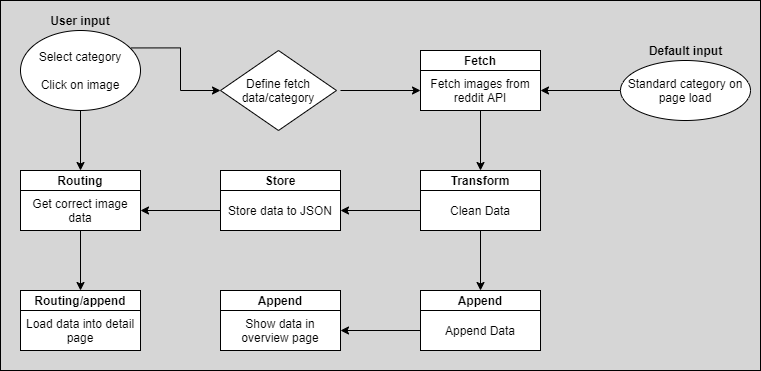 User input
Select category
Click on image
Define fetch
data/category
Fetch
Fetch images from
reddit API
Default input
Standard category on
page load
Routing
Get correct image
data
Store
Store data to JSON
Transform
Clean Data
Routing/append
Load data into detail
page
Append
Show data in
overview page
Append
Append Data